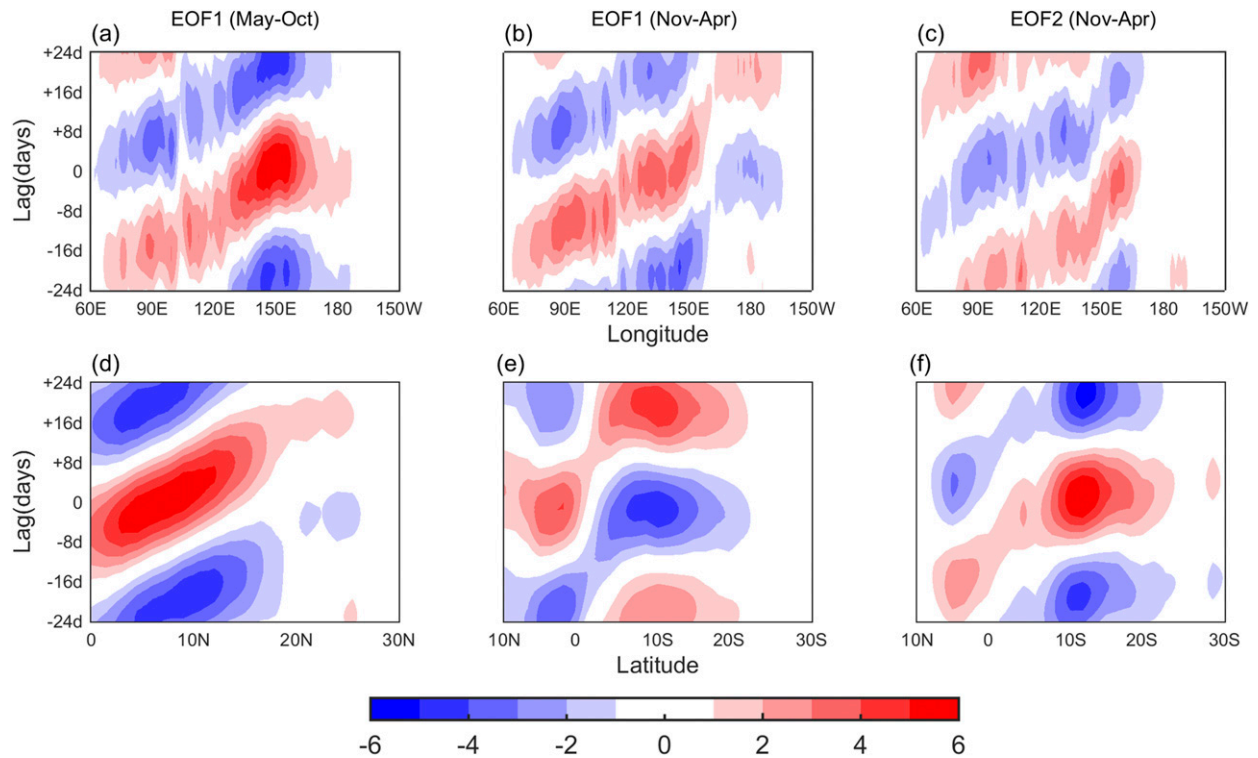 EOF1 (May-Oct)
EOF1 (Nov-Apr)
EOF2 (Nov-Apr)
(a)
(b)
(c)
+24d
+16d
+8d
0
-8d
-16d
-24d
Lag(days)
60E 90E 120E 150E 180 150W
60E 90E 120E 150E 180 150W
60E 90E 120E 150E 180 150W
Longitude
(d)
(e)
(f)
+24d
+16d
+8d
0
-8d
-16d
-24d
Lag(days)
0 10N 20N 30N
10N 0 10S 20S 30S
10N 0 10S 20S 30S
Latitude
-6 -4 -2 0 2 4 6